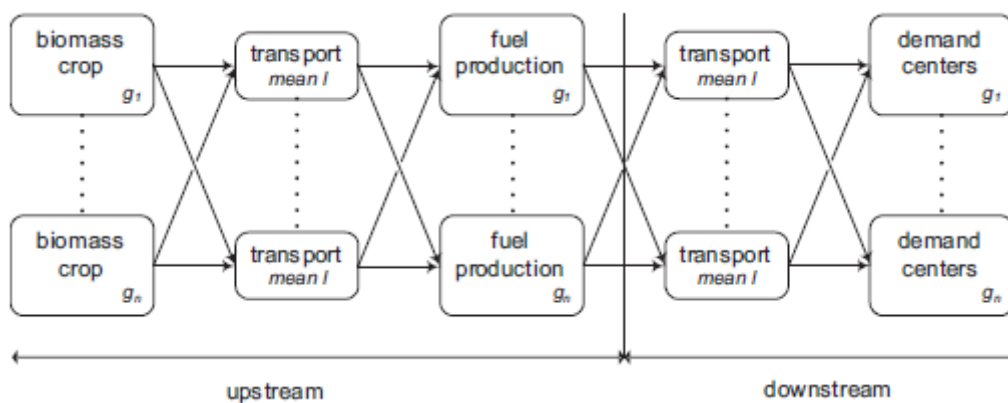 biomass
crop
g1
transport
mean l
fuel
production
g1
transport
mean l
demand
centers
g1
biomass
crop
gn
transport
mean l
fuel
production
gn
transport
mean l
demand
centers
gn
upstream
downstream